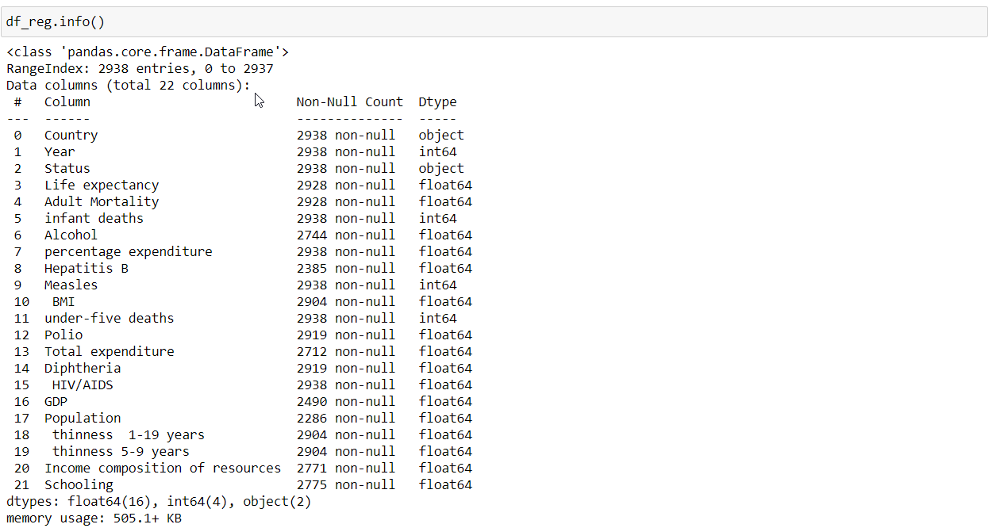 df_reg.info()
<class 'pandas.core.frame.DataFrame'>
RangeIndex: 2938 entries, 0 to 2937
Data columns (total 22 columns):
 #   Column                           Non-Null Count  Dtype
---  ------                           --------------  -----
 0   Country                          2938 non-null   object
 1   Year                             2938 non-null   int64
 2   Status                           2938 non-null   object
 3   Life expectancy                  2928 non-null   float64
 4   Adult Mortality                  2928 non-null   float64
 5   infant deaths                    2938 non-null   int64
 6   Alcohol                          2744 non-null   float64
 7   percentage expenditure           2938 non-null   float64
 8   Hepatitis B                      2385 non-null   float64
 9   Measles                          2938 non-null   int64
 10   BMI                             2904 non-null   float64
 11  under-five deaths                2938 non-null   int64
 12  Polio                            2919 non-null   float64
 13  Total expenditure                2712 non-null   float64
 14  Diphtheria                       2919 non-null   float64
 15   HIV/AIDS                        2938 non-null   float64
 16  GDP                              2490 non-null   float64
 17  Population                       2286 non-null   float64
 18   thinness  1-19 years            2904 non-null   float64
 19   thinness 5-9 years              2904 non-null   float64
 20  Income composition of resources  2771 non-null   float64
 21  Schooling                        2775 non-null   float64
dtypes: float64(16), int64(4), object(2)
memory usage: 505.1+ KB